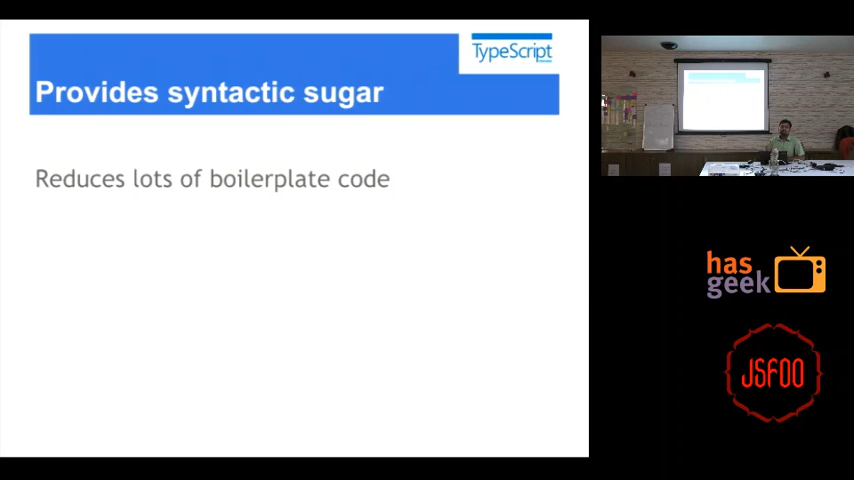 TypeScript
Provides syntactic sugar
Reduces lots of boilerplate code
has
geek
JSFOO